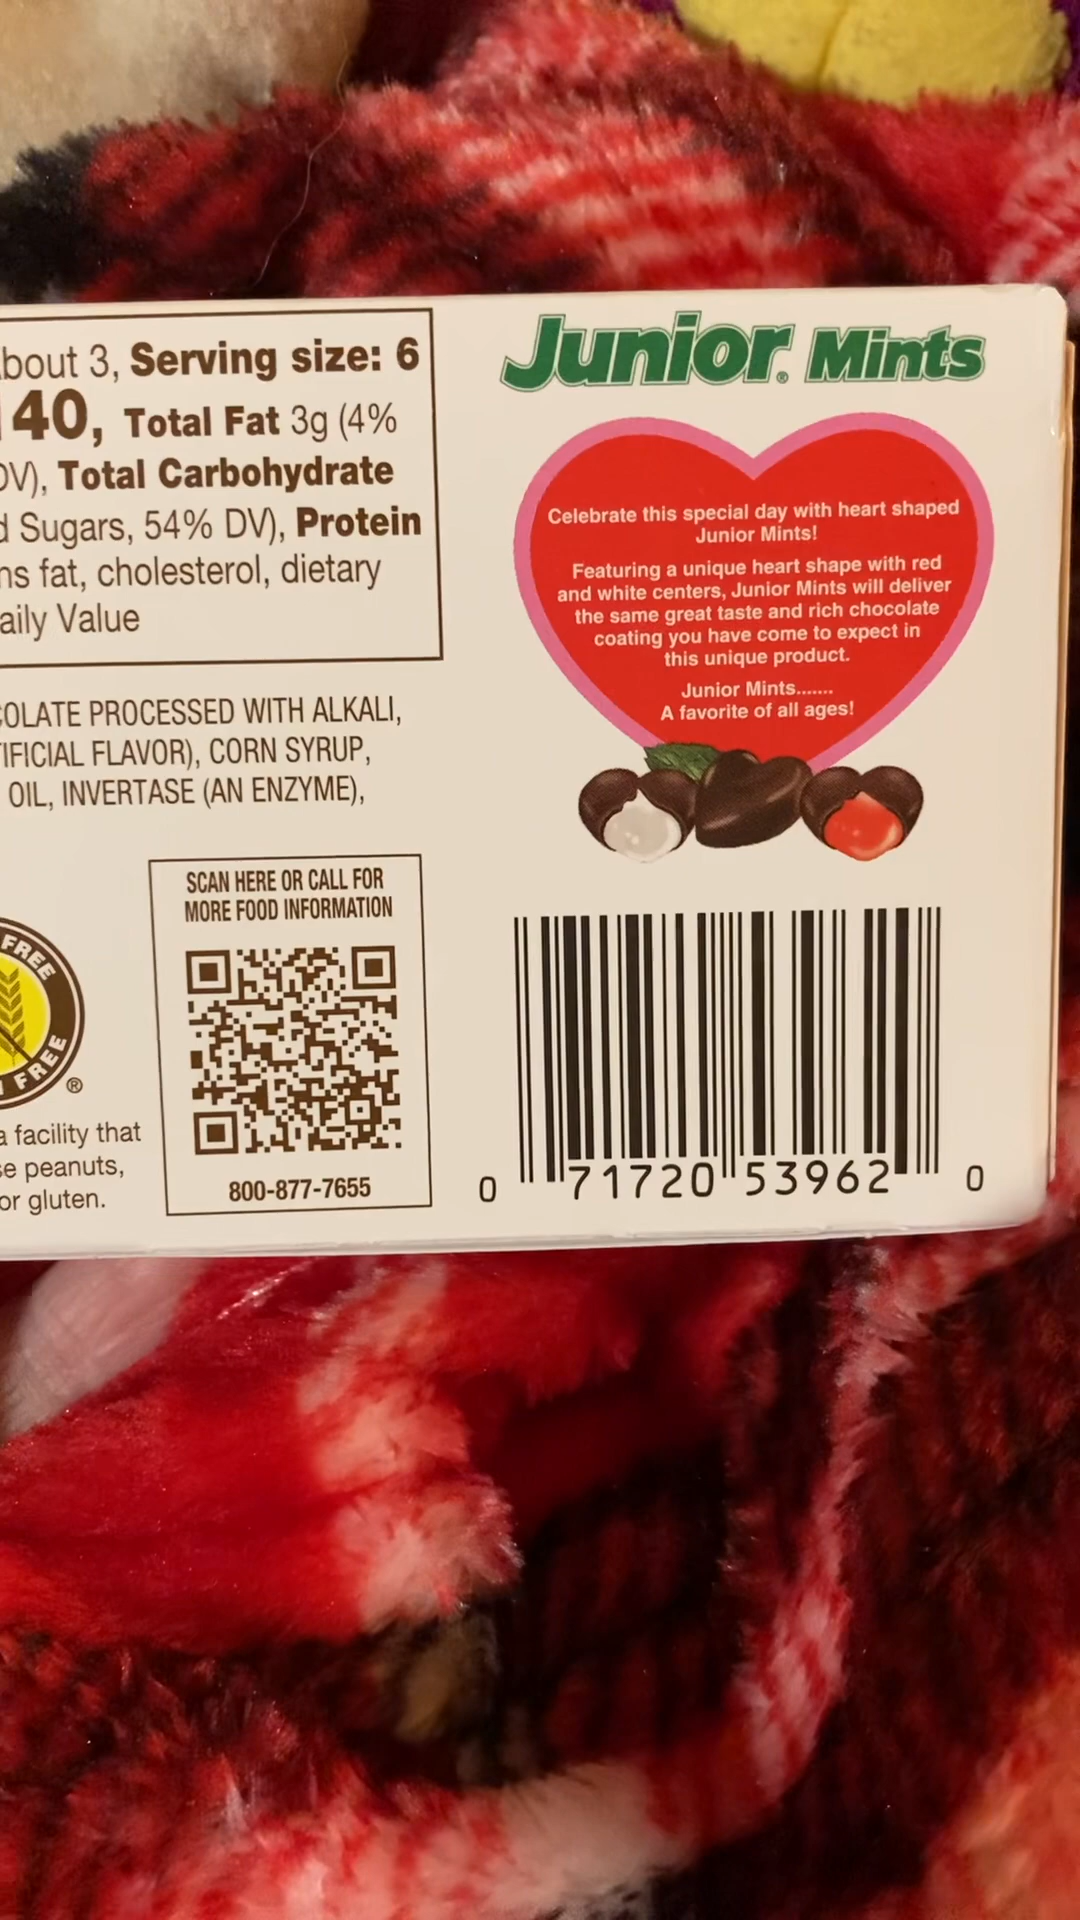 bout 3, Serving size: 6
140, Total Fat 3g (4%
DV), Total Carbohydrate
d Sugars, 54% DV), Protein
ns fat, cholesterol, dietary
aily Value
COLATE PROCESSED WITH ALKALI,
TIFICIAL FLAVOR), CORN SYRUP,
OIL, INVERTASE (AN ENZYME),
FREE
FREE
®
a facility that
se peanuts,
or gluten.
SCAN HERE OR CALL FOR
MORE FOOD INFORMATION
800-877-7655
Junior® Mints
Celebrate this special day with heart shaped
Junior Mints!
Featuring a unique heart shape with red
and white centers, Junior Mints will deliver
the same great taste and rich chocolate
coating you have come to expect in
this unique product.
Junior Mints.......
A favorite of all ages!
0 71720 53962 0